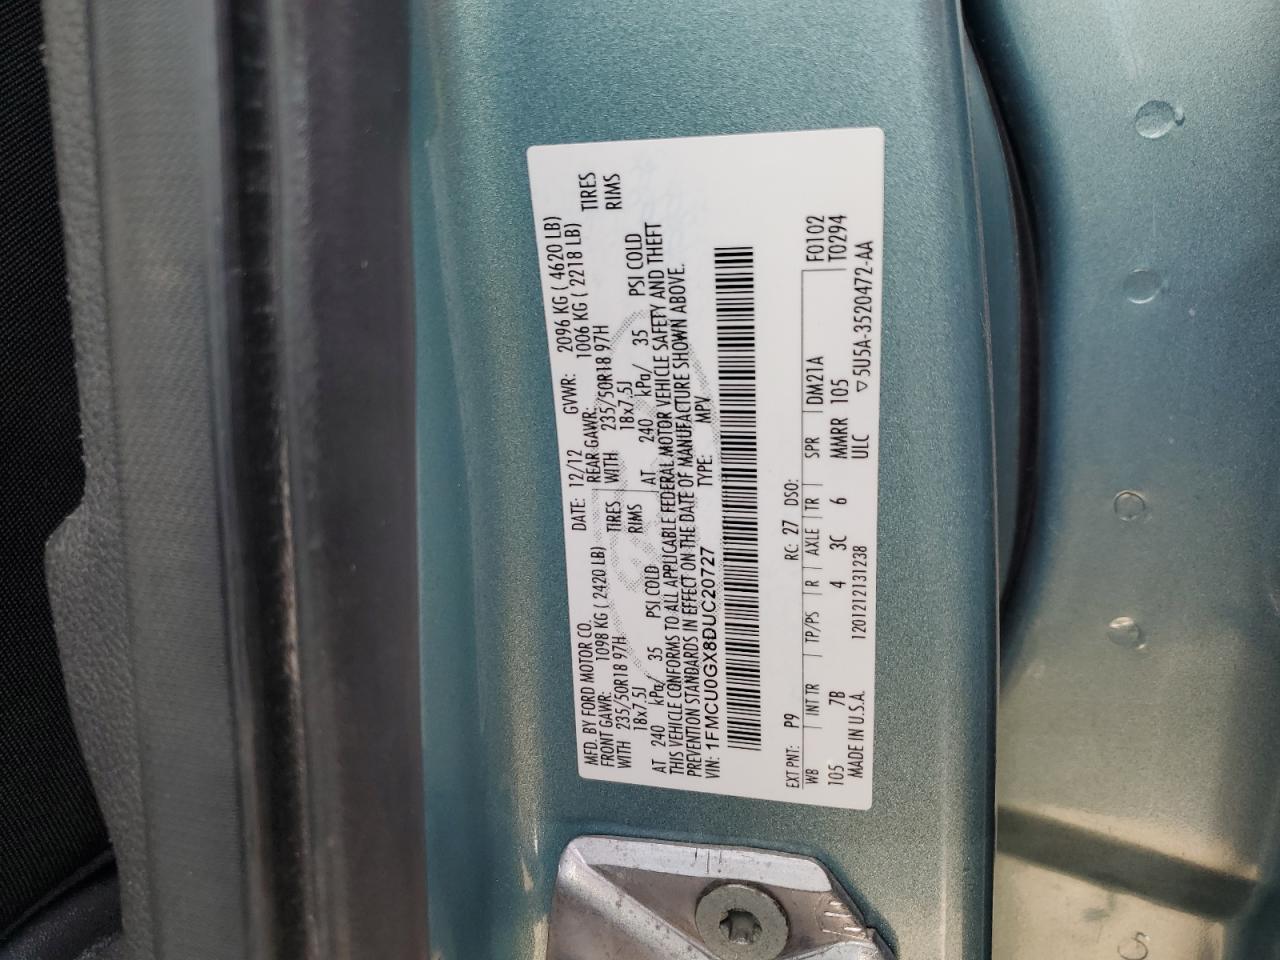 MFD. BY FORD MOTOR CO. DATE: 12/12 GVWR: 2096 KG ( 4620 LB)
FRONT GAWR: 1098 KG ( 2420 LB) REAR GAWR: 1006 KG ( 2218 LB)
WITH 235/50R18 97H TIRES WITH 235/50R18 97H TIRES
18x7.5J RIMS 18x7.5J RIMS
AT 240 kPa/ 35 PSI COLD AT 240 kPa/ 35 PSI COLD
THIS VEHICLE CONFORMS TO ALL APPLICABLE FEDERAL MOTOR VEHICLE SAFETY AND THEFT
PREVENTION STANDARDS IN EFFECT ON THE DATE OF MANUFACTURE SHOWN ABOVE.
VIN: 1FMCU0GX8DUC20727 TYPE: MPV
EXT PNT: P9 RC: 27 DSO: F0102
WB INT TR TP/PS R AXLE TR SPR DM21A T0294
105 7B 4 3C 6 MMRR 105
MADE IN U.S.A. 120121213123​8 ULC ▽5U5A-3520472-AA